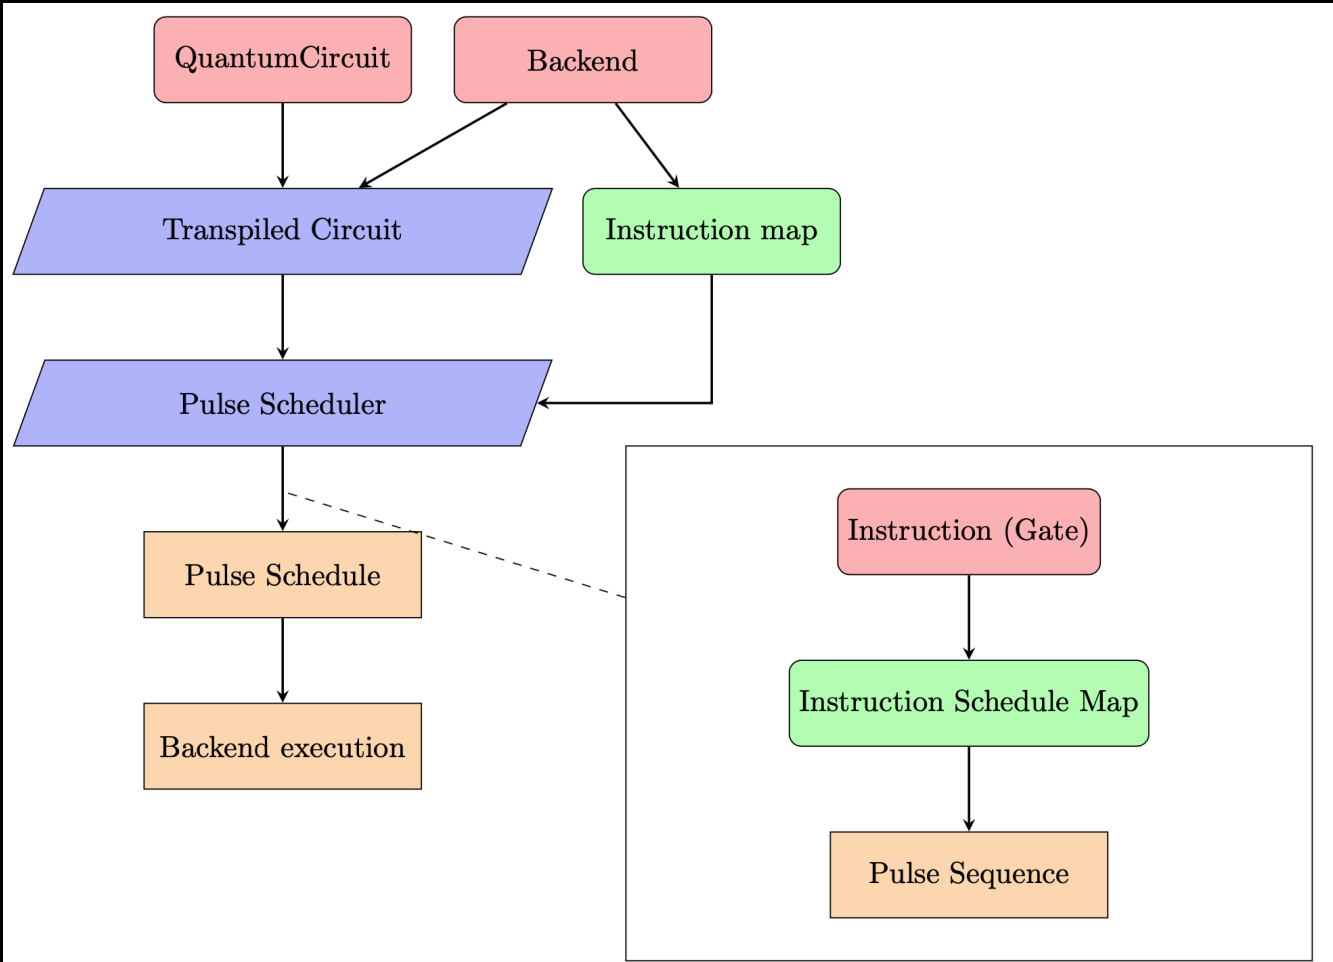 QuantumCircuit
Backend
Transpiled Circuit
Instruction map
Pulse Scheduler
Pulse Schedule
Backend execution
Instruction (Gate)
Instruction Schedule Map
Pulse Sequence